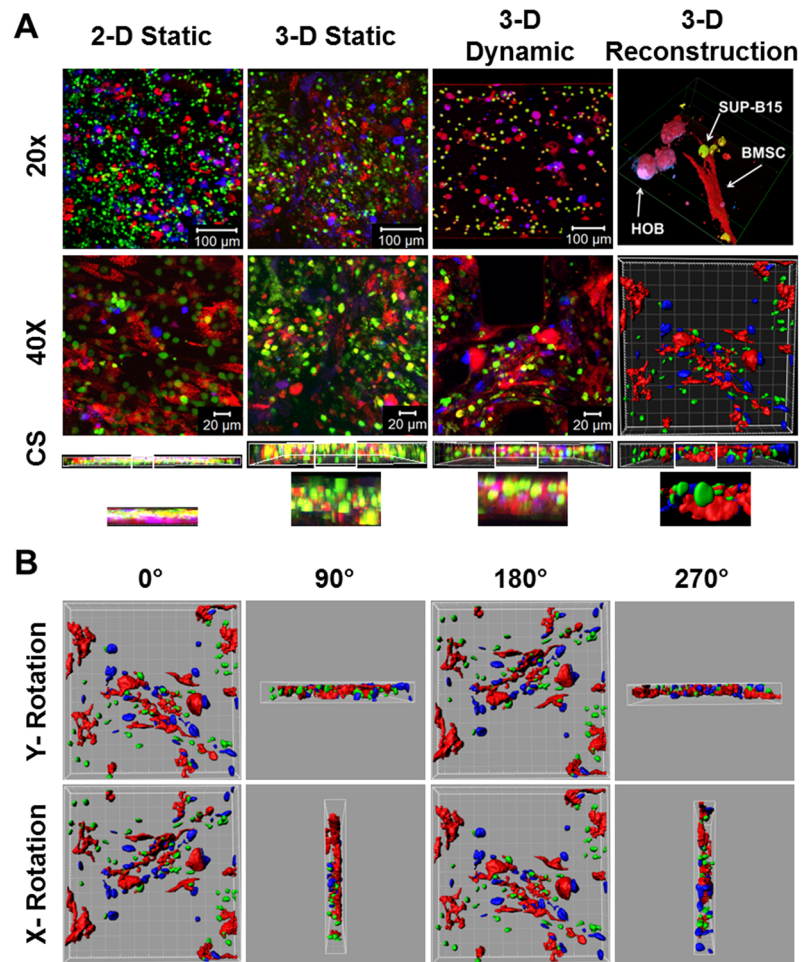 A
2-D Static
3-D Static
3-D
Dynamic
3-D
Reconstruction
20x
100 µm
100 µm
100 µm
SUP-B15
BMSC
HOB
40X
20 µm
20 µm
20 µm
CS
B
0°
90°
180°
270°
Y- Rotation
X- Rotation